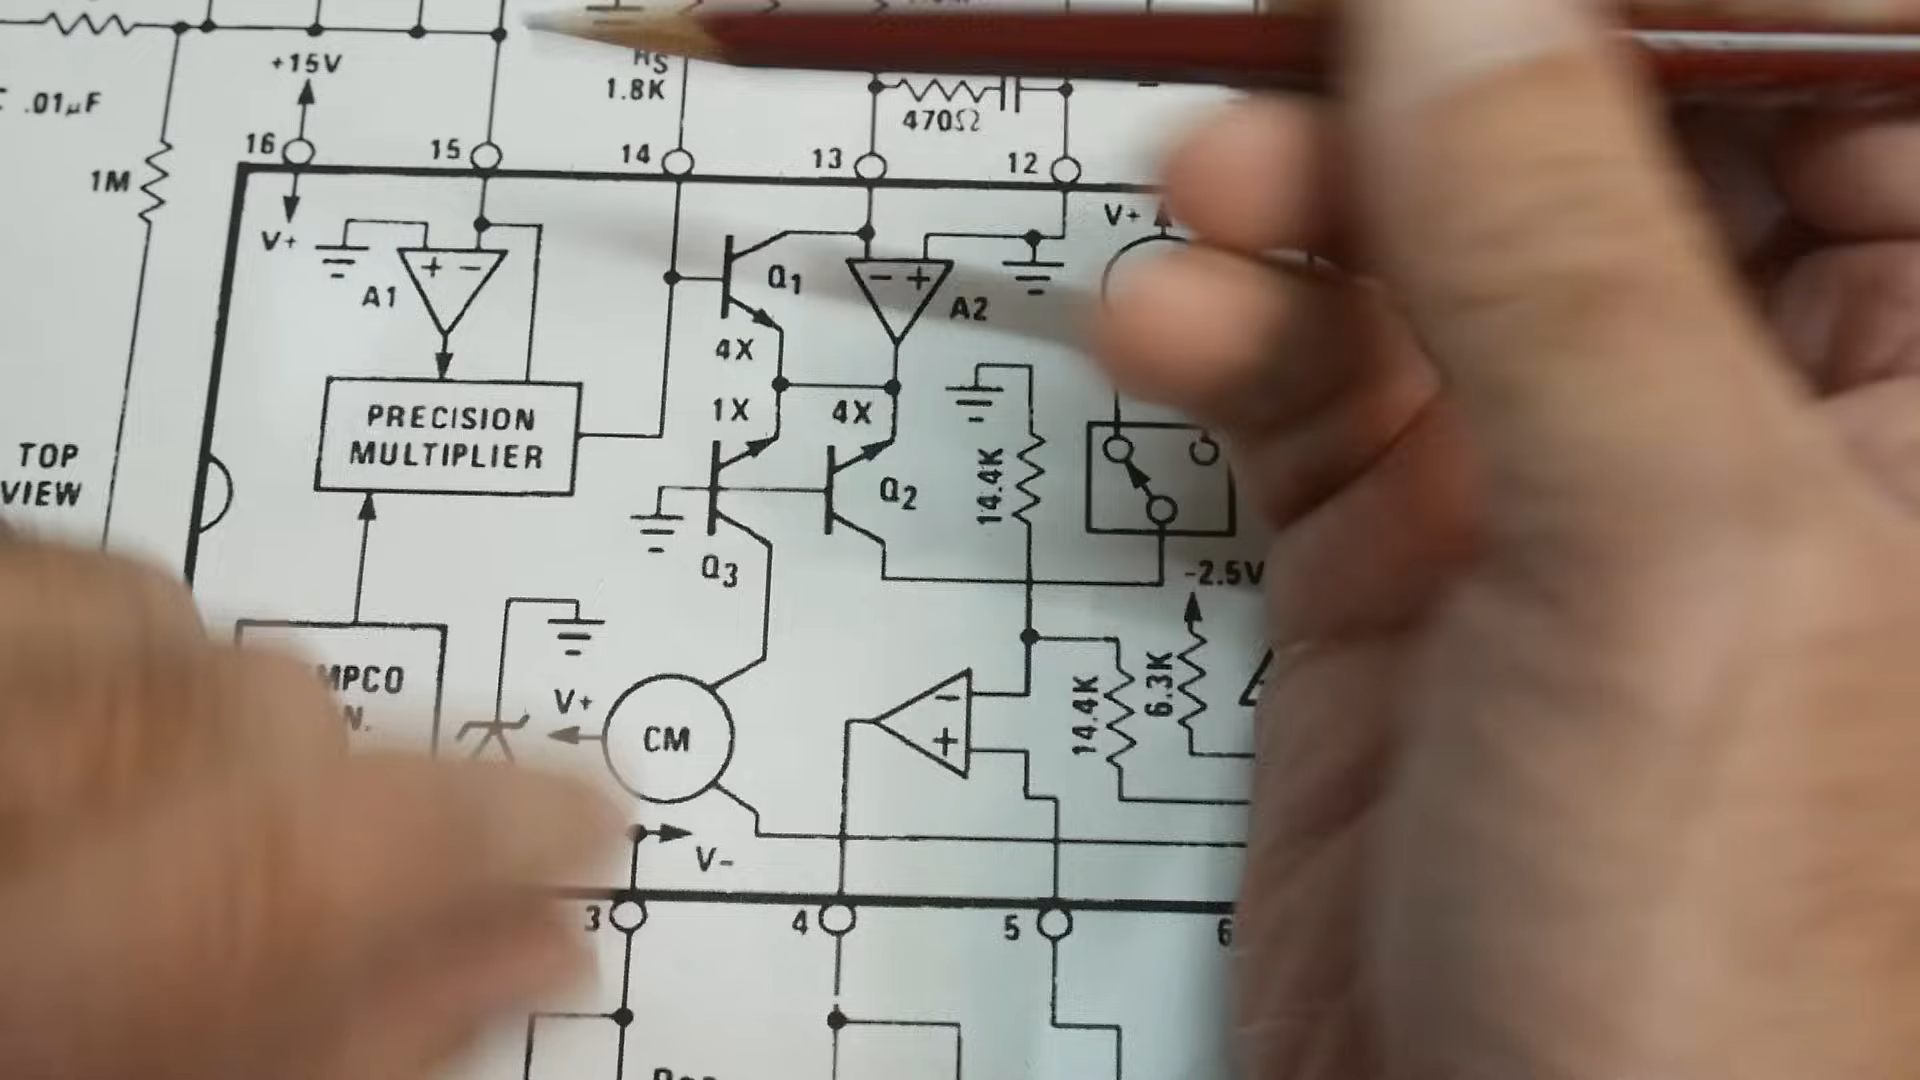 +15V
.01µF
RS
1.8K
470Ω
16
15
14
13
12
1M
V+
V+
+ −
A1
Q1
− +
A2
4X
1X
4X
PRECISION
MULTIPLIER
TOP
VIEW
14.4K
Q2
Q3
-2.5V
MPCO
N.
V+
CM
−
+
14.4K
6.3K
V-
3
4
5
6